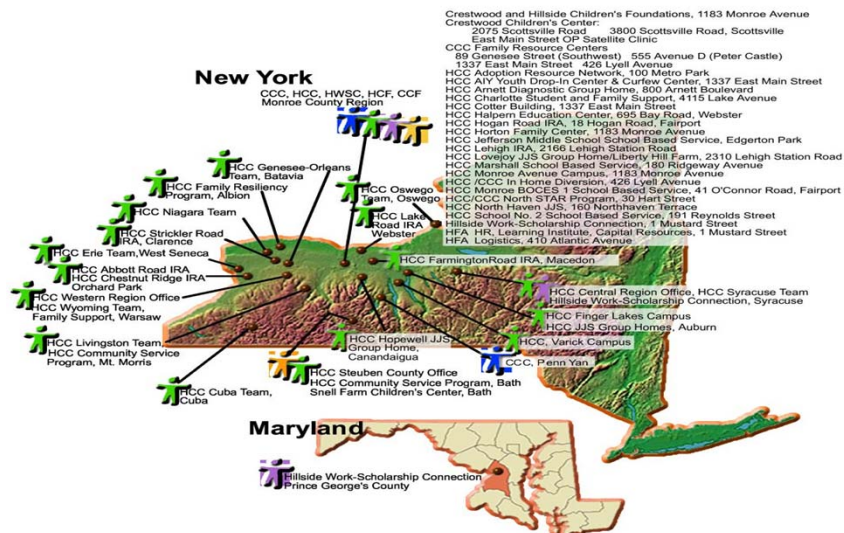 Crestwood and Hillside Children's Foundations, 1183 Monroe Avenue
Crestwood Children's Center:
2075 Scottsville Road 3800 Scottsville Road, Scottsville
East Main Street OP Satellite Clinic
CCC Family Resource Centers
89 Genesee Street (Southwest) 555 Avenue D (Peter Castle)
1337 East Main Street 426 Lyell Avenue
HCC Adoption Resource Network, 100 Metro Park
HCC AIY Youth Drop-In Center & Curfew Center, 1337 East Main Street
HCC Arnett Diagnostic Group Home, 800 Arnett Boulevard
HCC Charlotte Student and Family Support, 4115 Lake Avenue
HCC Cotter Building, 1337 East Main Street
HCC Halpern Education Center, 695 Bay Road, Webster
HCC Hogan Road IRA, 18 Hogan Road, Fairport
HCC Horton Family Center, 1183 Monroe Avenue
HCC Jefferson Middle School School Based Service, Edgerton Park
HCC Lehigh IRA, 2166 Lehigh Station Road
HCC Lovejoy JJS Group Home/Liberty Hill Farm, 2310 Lehigh Station Road
HCC Marshall School Based Service, 180 Ridgeway Avenue
HCC Monroe Avenue Campus, 1183 Monroe Avenue
HCC /CCC In Home Diversion, 426 Lyell Avenue
HCC Monroe BOCES 1 School Based Service, 41 O'Connor Road, Fairport
HCC/CCC North STAR Program, 30 Hart Street
HCC North Haven JJS, 160 Northhaven Terrace
HCC School No. 2 School Based Service, 191 Reynolds Street
Hillside Work-Scholarship Connection, 1 Mustard Street
HFA HR, Learning Institute, Capital Resources, 1 Mustard Street
HFA Logistics, 410 Atlantic Avenue
New York
CCC, HCC, HWSC, HCF, CCF
Monroe County Region
HCC Genesee-Orleans
Team, Batavia
HCC Family Resiliency
Program, Albion
HCC Niagara Team
HCC Strickler Road
IRA, Clarence
HCC Erie Team,West Seneca
HCC Abbott Road IRA
HCC Chestnut Ridge IRA
Orchard Park
HCC Western Region Office
HCC Wyoming Team,
Family Support, Warsaw
HCC Livingston Team,
HCC Community Service
Program, Mt. Morris
HCC Cuba Team,
Cuba
HCC Oswego
Team, Oswego
HCC Lake
Road IRA
Webster
HCC FarmingtonRoad IRA, Macedon
HCC Central Region Office, HCC Syracuse Team
Hillside Work-Scholarship Connection, Syracuse
HCC Finger Lakes Campus
HCC JJS Group Homes, Auburn
HCC, Varick Campus
CCC, Penn Yan
HCC Hopewell JJS
Group Home,
Canandaigua
HCC Steuben County Office
HCC Community Service Program, Bath
Snell Farm Children's Center, Bath
Maryland
Hillside Work-Scholarship Connection
Prince George's County